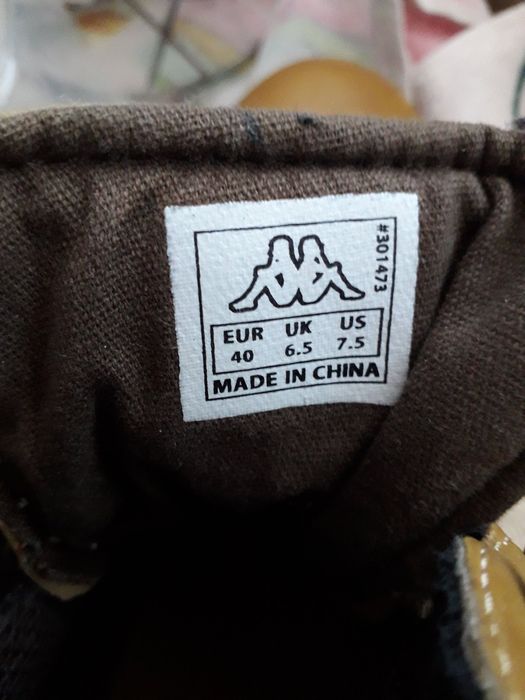 #301473
EUR UK US
40 6.5 7.5
MADE IN CHINA